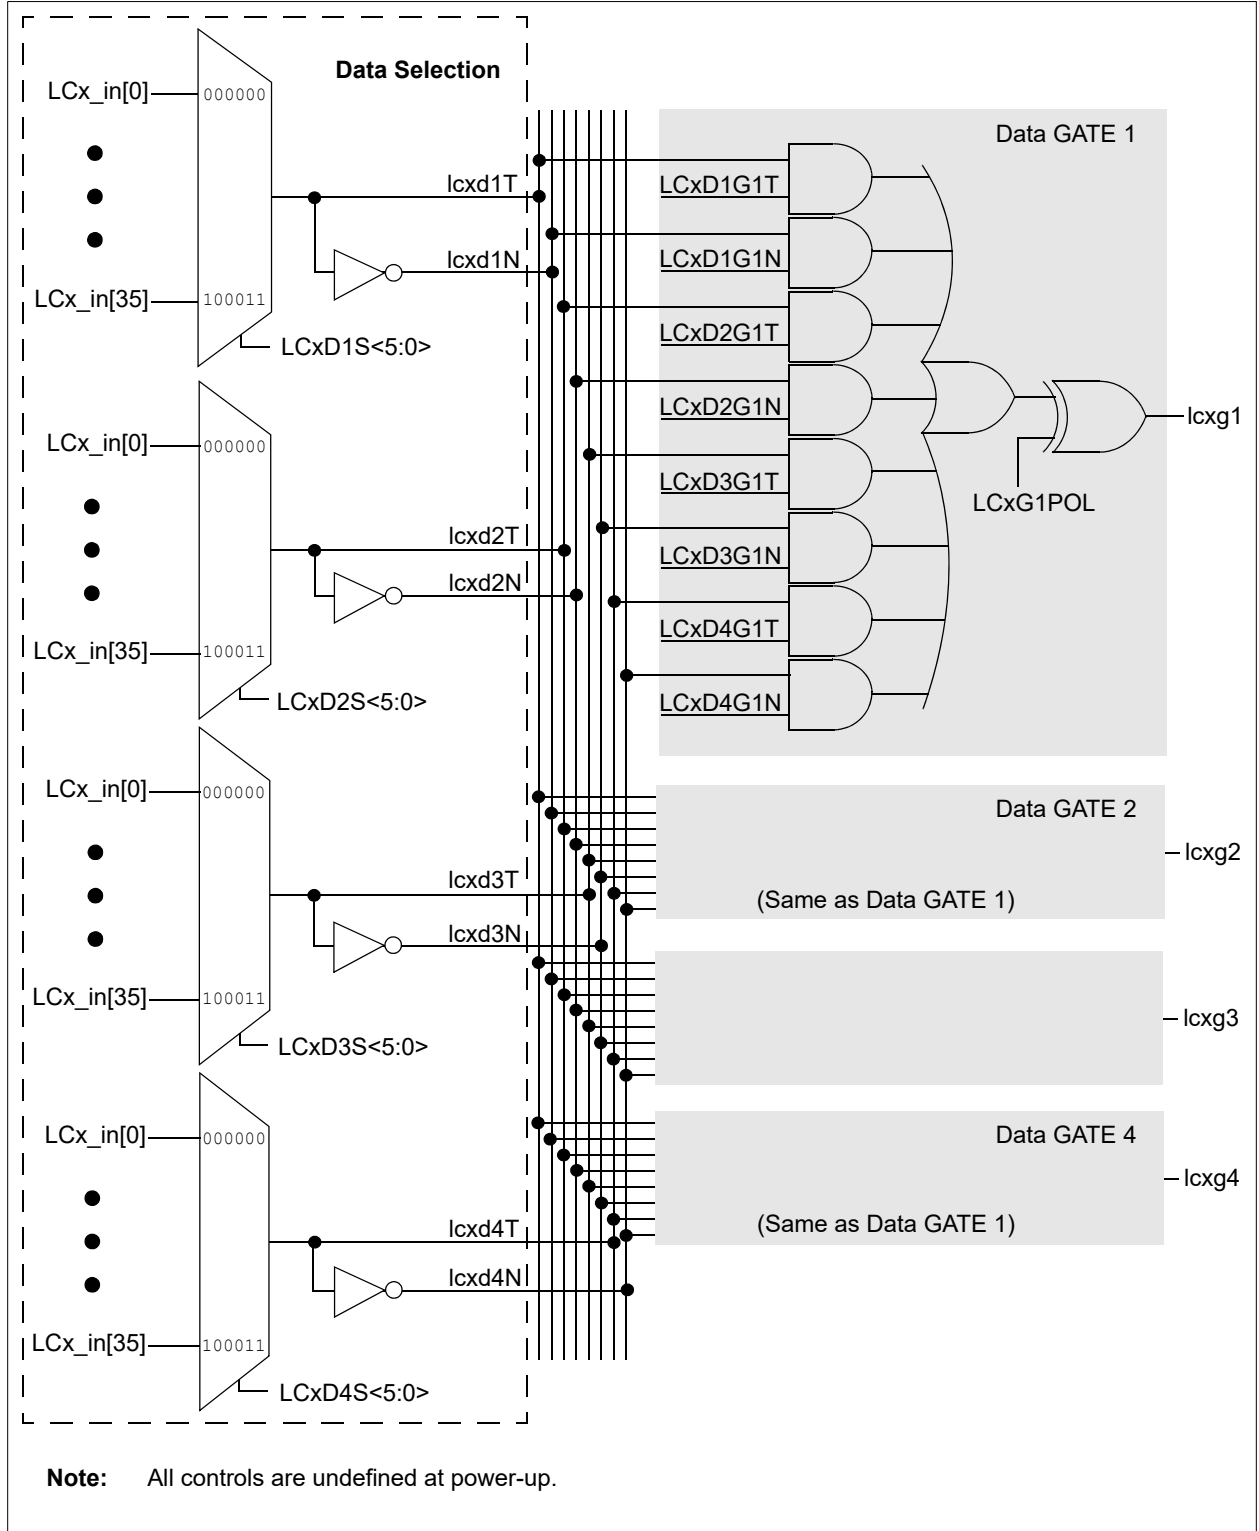 Data Selection
LCx_in[0]
000000
lcxd1T
lcxd1N
LCx_in[35]
100011
LCxD1S<5:0>
LCx_in[0]
000000
lcxd2T
lcxd2N
LCx_in[35]
100011
LCxD2S<5:0>
LCx_in[0]
000000
lcxd3T
lcxd3N
LCx_in[35]
100011
LCxD3S<5:0>
LCx_in[0]
000000
lcxd4T
lcxd4N
LCx_in[35]
100011
LCxD4S<5:0>
Data GATE 1
LCxD1G1T
LCxD1G1N
LCxD2G1T
LCxD2G1N
LCxD3G1T
LCxD3G1N
LCxD4G1T
LCxD4G1N
LCxG1POL
lcxg1
Data GATE 2
lcxg2
(Same as Data GATE 1)
lcxg3
Data GATE 4
lcxg4
(Same as Data GATE 1)
Note: All controls are undefined at power-up.